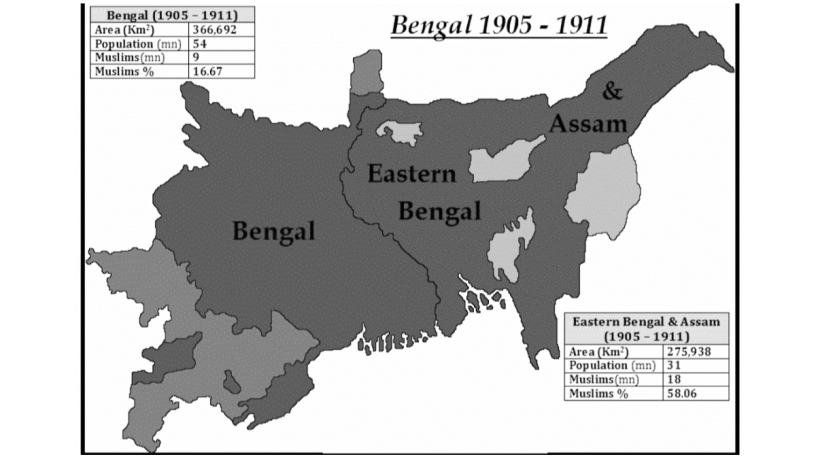 Bengal (1905 – 1911)
Area (Km²) 366,692
Population (mn) 54
Muslims(mn) 9
Muslims % 16.67
Bengal 1905 - 1911
&
Assam
Eastern
Bengal
Bengal
Eastern Bengal & Assam
(1905 – 1911)
Area (Km²) 275,938
Population (mn) 31
Muslims(mn) 18
Muslims % 58.06